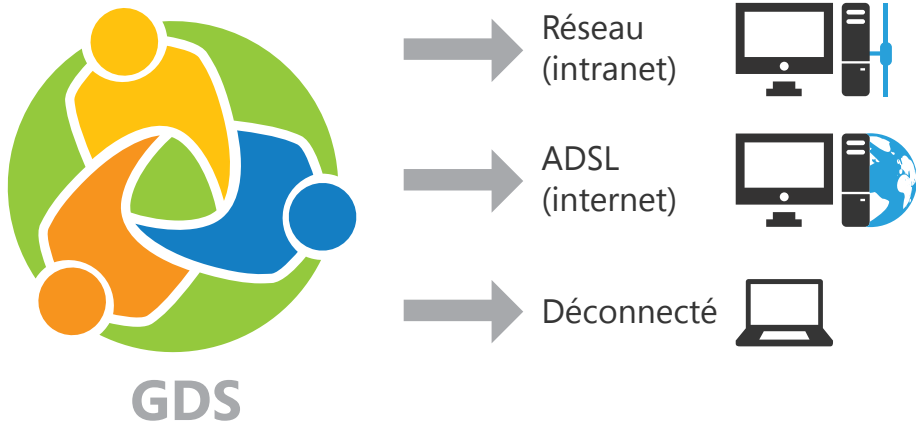 Réseau
(intranet)
ADSL
(internet)
Déconnecté
GDS